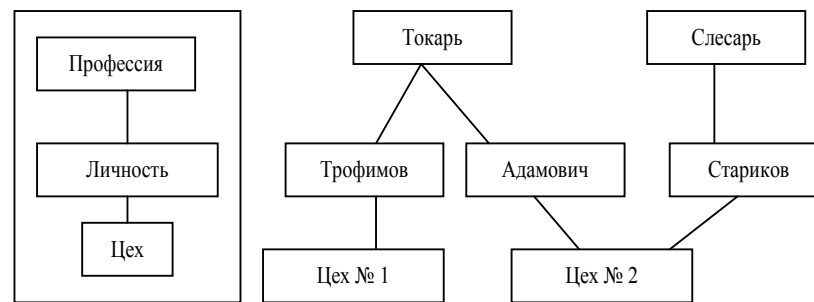 Профессия
Личность
Цех
Токарь
Слесарь
Трофимов
Адамович
Стариков
Цех № 1
Цех № 2